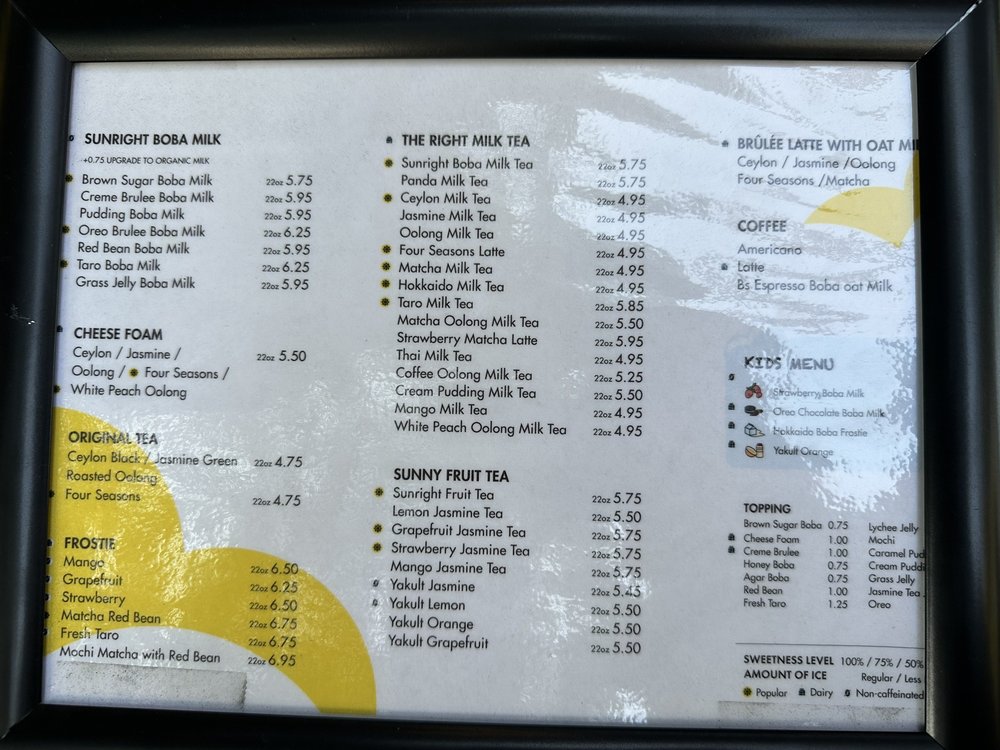 SUNRIGHT BOBA MILK
+0.75 UPGRADE TO ORGANIC MILK
Brown Sugar Boba Milk 22oz 5.75
Creme Brulee Boba Milk 22oz 5.95
Pudding Boba Milk 22oz 5.95
Oreo Brulee Boba Milk 22oz 6.25
Red Bean Boba Milk 22oz 5.95
Taro Boba Milk 22oz 6.25
Grass Jelly Boba Milk 22oz 5.95
CHEESE FOAM
Ceylon / Jasmine / 22oz 5.50
Oolong / Four Seasons /
White Peach Oolong
ORIGINAL TEA
Ceylon Black / Jasmine Green 22oz 4.75
Roasted Oolong
Four Seasons 22oz 4.75
FROSTIE
Mango 22oz 6.50
Grapefruit 22oz 6.25
Strawberry 22oz 6.50
Matcha Red Bean 22oz 6.75
Fresh Taro 22oz 6.75
Mochi Matcha with Red Bean 22oz 6.95
THE RIGHT MILK TEA
Sunright Boba Milk Tea 22oz 5.75
Panda Milk Tea 22oz 5.75
Ceylon Milk Tea 22oz 4.95
Jasmine Milk Tea 22oz 4.95
Oolong Milk Tea 22oz 4.95
Four Seasons Latte 22oz 4.95
Matcha Milk Tea 22oz 4.95
Hokkaido Milk Tea 22oz 4.95
Taro Milk Tea 22oz 5.85
Matcha Oolong Milk Tea 22oz 5.50
Strawberry Matcha Latte 22oz 5.95
Thai Milk Tea 22oz 4.95
Coffee Oolong Milk Tea 22oz 5.25
Cream Pudding Milk Tea 22oz 5.50
Mango Milk Tea 22oz 4.95
White Peach Oolong Milk Tea 22oz 4.95
SUNNY FRUIT TEA
Sunright Fruit Tea 22oz 5.75
Lemon Jasmine Tea 22oz 5.50
Grapefruit Jasmine Tea 22oz 5.75
Strawberry Jasmine Tea 22oz 5.75
Mango Jasmine Tea 22oz 5.75
Yakult Jasmine 22oz 5.45
Yakult Lemon 22oz 5.50
Yakult Orange 22oz 5.50
Yakult Grapefruit 22oz 5.50
BRÛLÉE LATTE WITH OAT MI
Ceylon / Jasmine /Oolong
Four Seasons /Matcha
COFFEE
Americano
Latte
Bs Espresso Boba oat Milk
KIDS MENU
Strawberry Boba Milk
Oreo Chocolate Boba Milk
Hokkaido Boba Frostie
Yakult Orange
TOPPING
Brown Sugar Boba 0.75 Lychee Jelly
Cheese Foam 1.00 Mochi
Creme Brulee 1.00 Caramel Pud
Honey Boba 0.75 Cream Puddi
Agar Boba 0.75 Grass Jelly
Red Bean 1.00 Jasmine Tea
Fresh Taro 1.25 Oreo
SWEETNESS LEVEL 100% / 75% / 50%
AMOUNT OF ICE Regular / Less
Popular Dairy Non-caffeinated